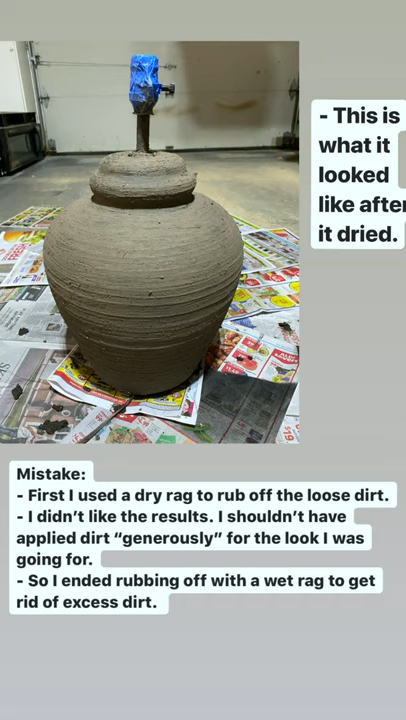 - This is
what it
looked
like after
it dried.
Mistake:
- First I used a dry rag to rub off the loose dirt.
- I didn’t like the results. I shouldn’t have
applied dirt “generously” for the look I was
going for.
- So I ended rubbing off with a wet rag to get
rid of excess dirt.